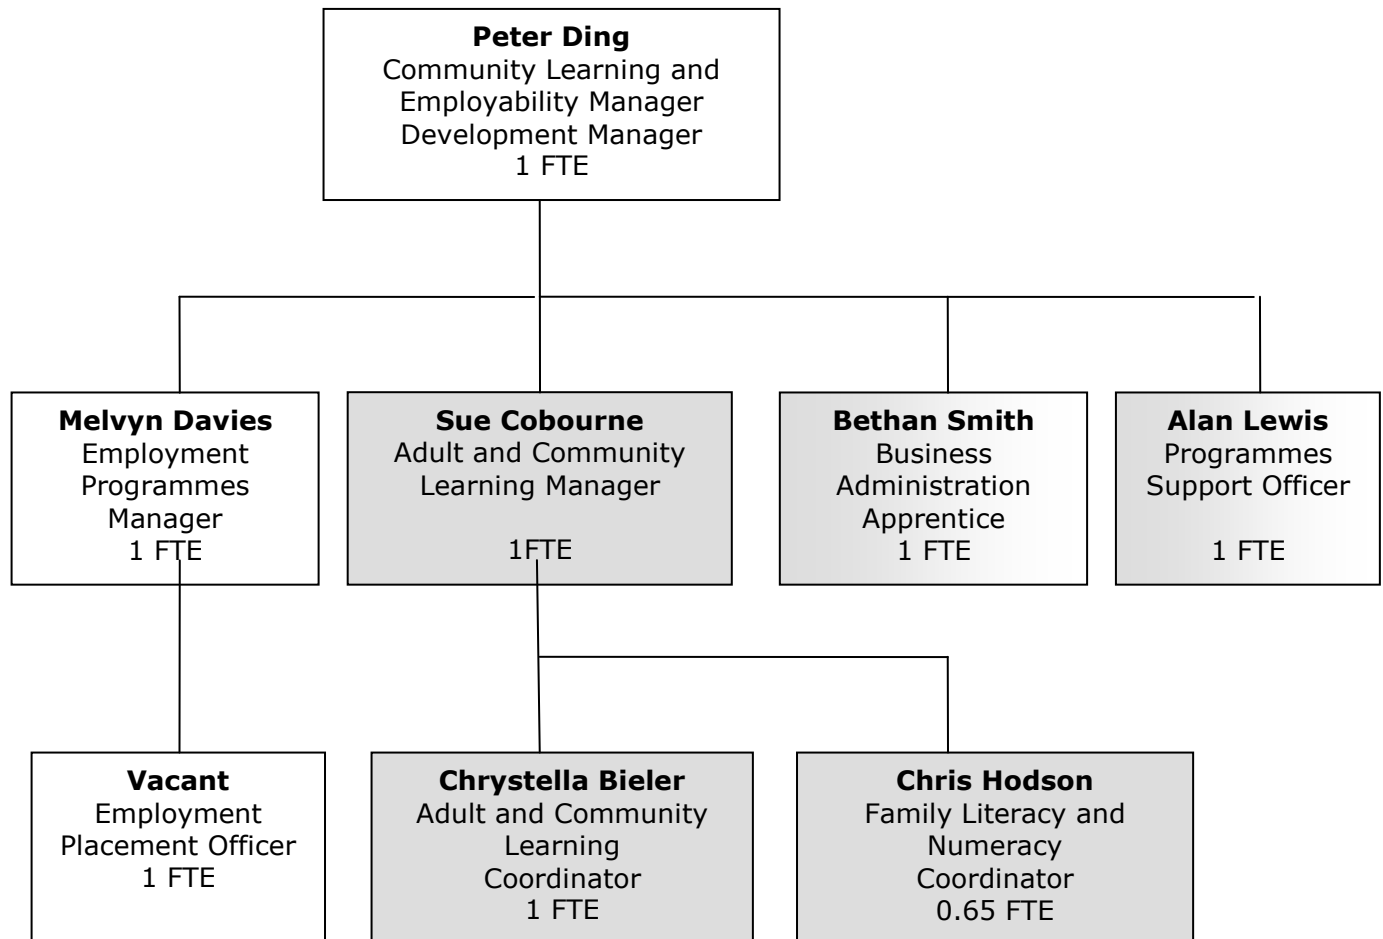 Peter Ding
Community Learning and
Employability Manager
Development Manager
1 FTE
Melvyn Davies
Employment
Programmes
Manager
1 FTE
Sue Cobourne
Adult and Community
Learning Manager
1FTE
Bethan Smith
Business
Administration
Apprentice
1 FTE
Alan Lewis
Programmes
Support Officer
1 FTE
Vacant
Employment
Placement Officer
1 FTE
Chrystella Bieler
Adult and Community
Learning
Coordinator
1 FTE
Chris Hodson
Family Literacy and
Numeracy
Coordinator
0.65 FTE